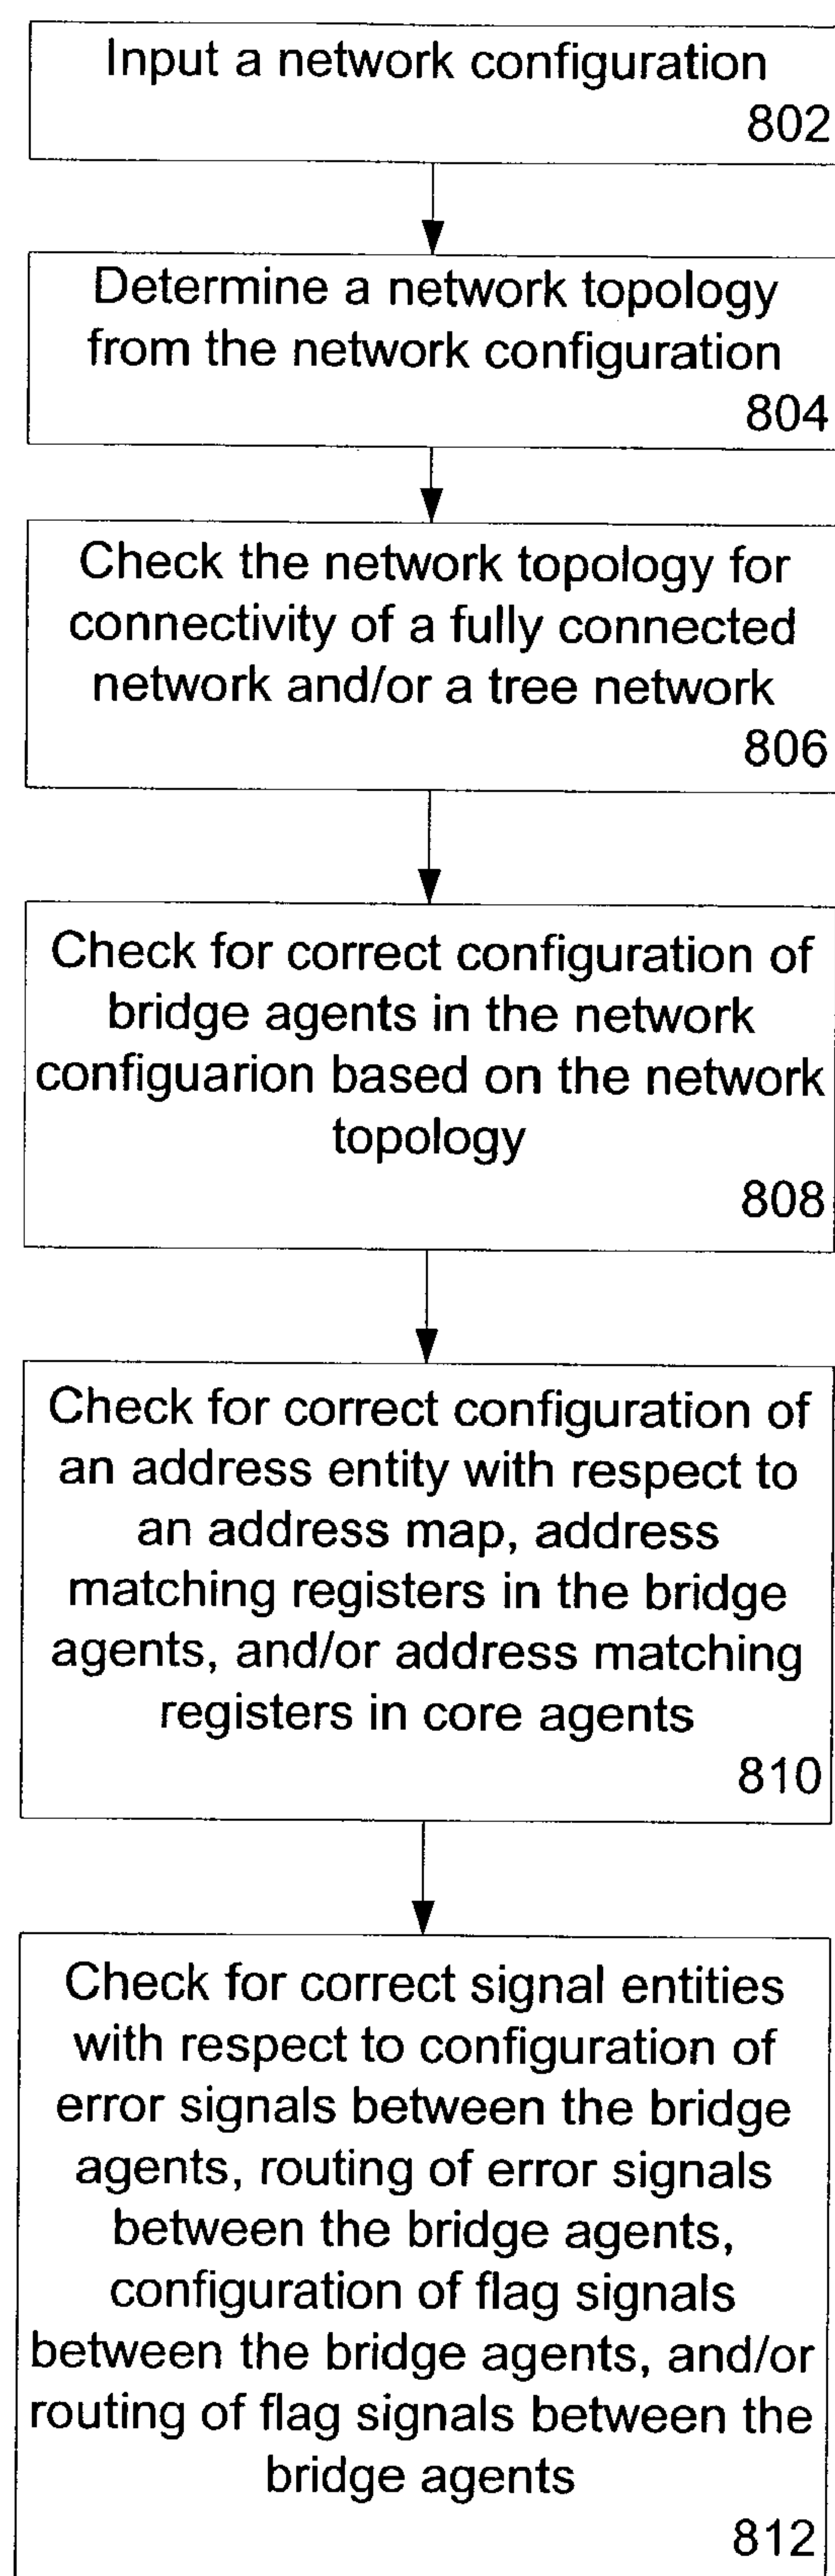 Input a network configuration
802
Determine a network topology
from the network configuration
804
Check the network topology for
connectivity of a fully connected
network and/or a tree network
806
Check for correct configuration of
bridge agents in the network
configuarion based on the network
topology
808
Check for correct configuration of
an address entity with respect to
an address map, address
matching registers in the bridge
agents, and/or address matching
registers in core agents
810
Check for correct signal entities
with respect to configuration of
error signals between the bridge
agents, routing of error signals
between the bridge agents,
configuration of flag signals
between the bridge agents, and/or
routing of flag signals between the
bridge agents
812